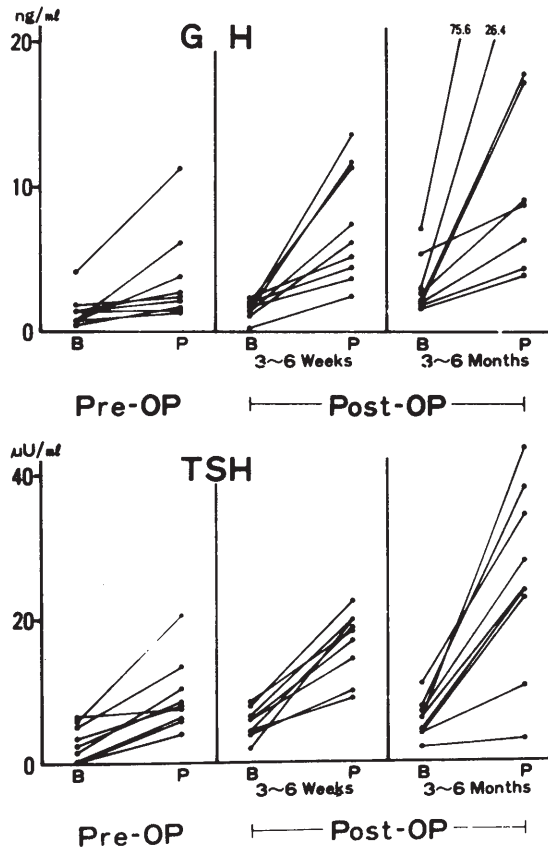 ng/ml
G H
20
75.6 26.4
10
0
B P B P B P
3~6 Weeks 3~6 Months
Pre-OP Post-OP
μU/ml
TSH
40
20
0
B P B P B P
3~6 Weeks 3~6 Months
Pre-OP Post-OP